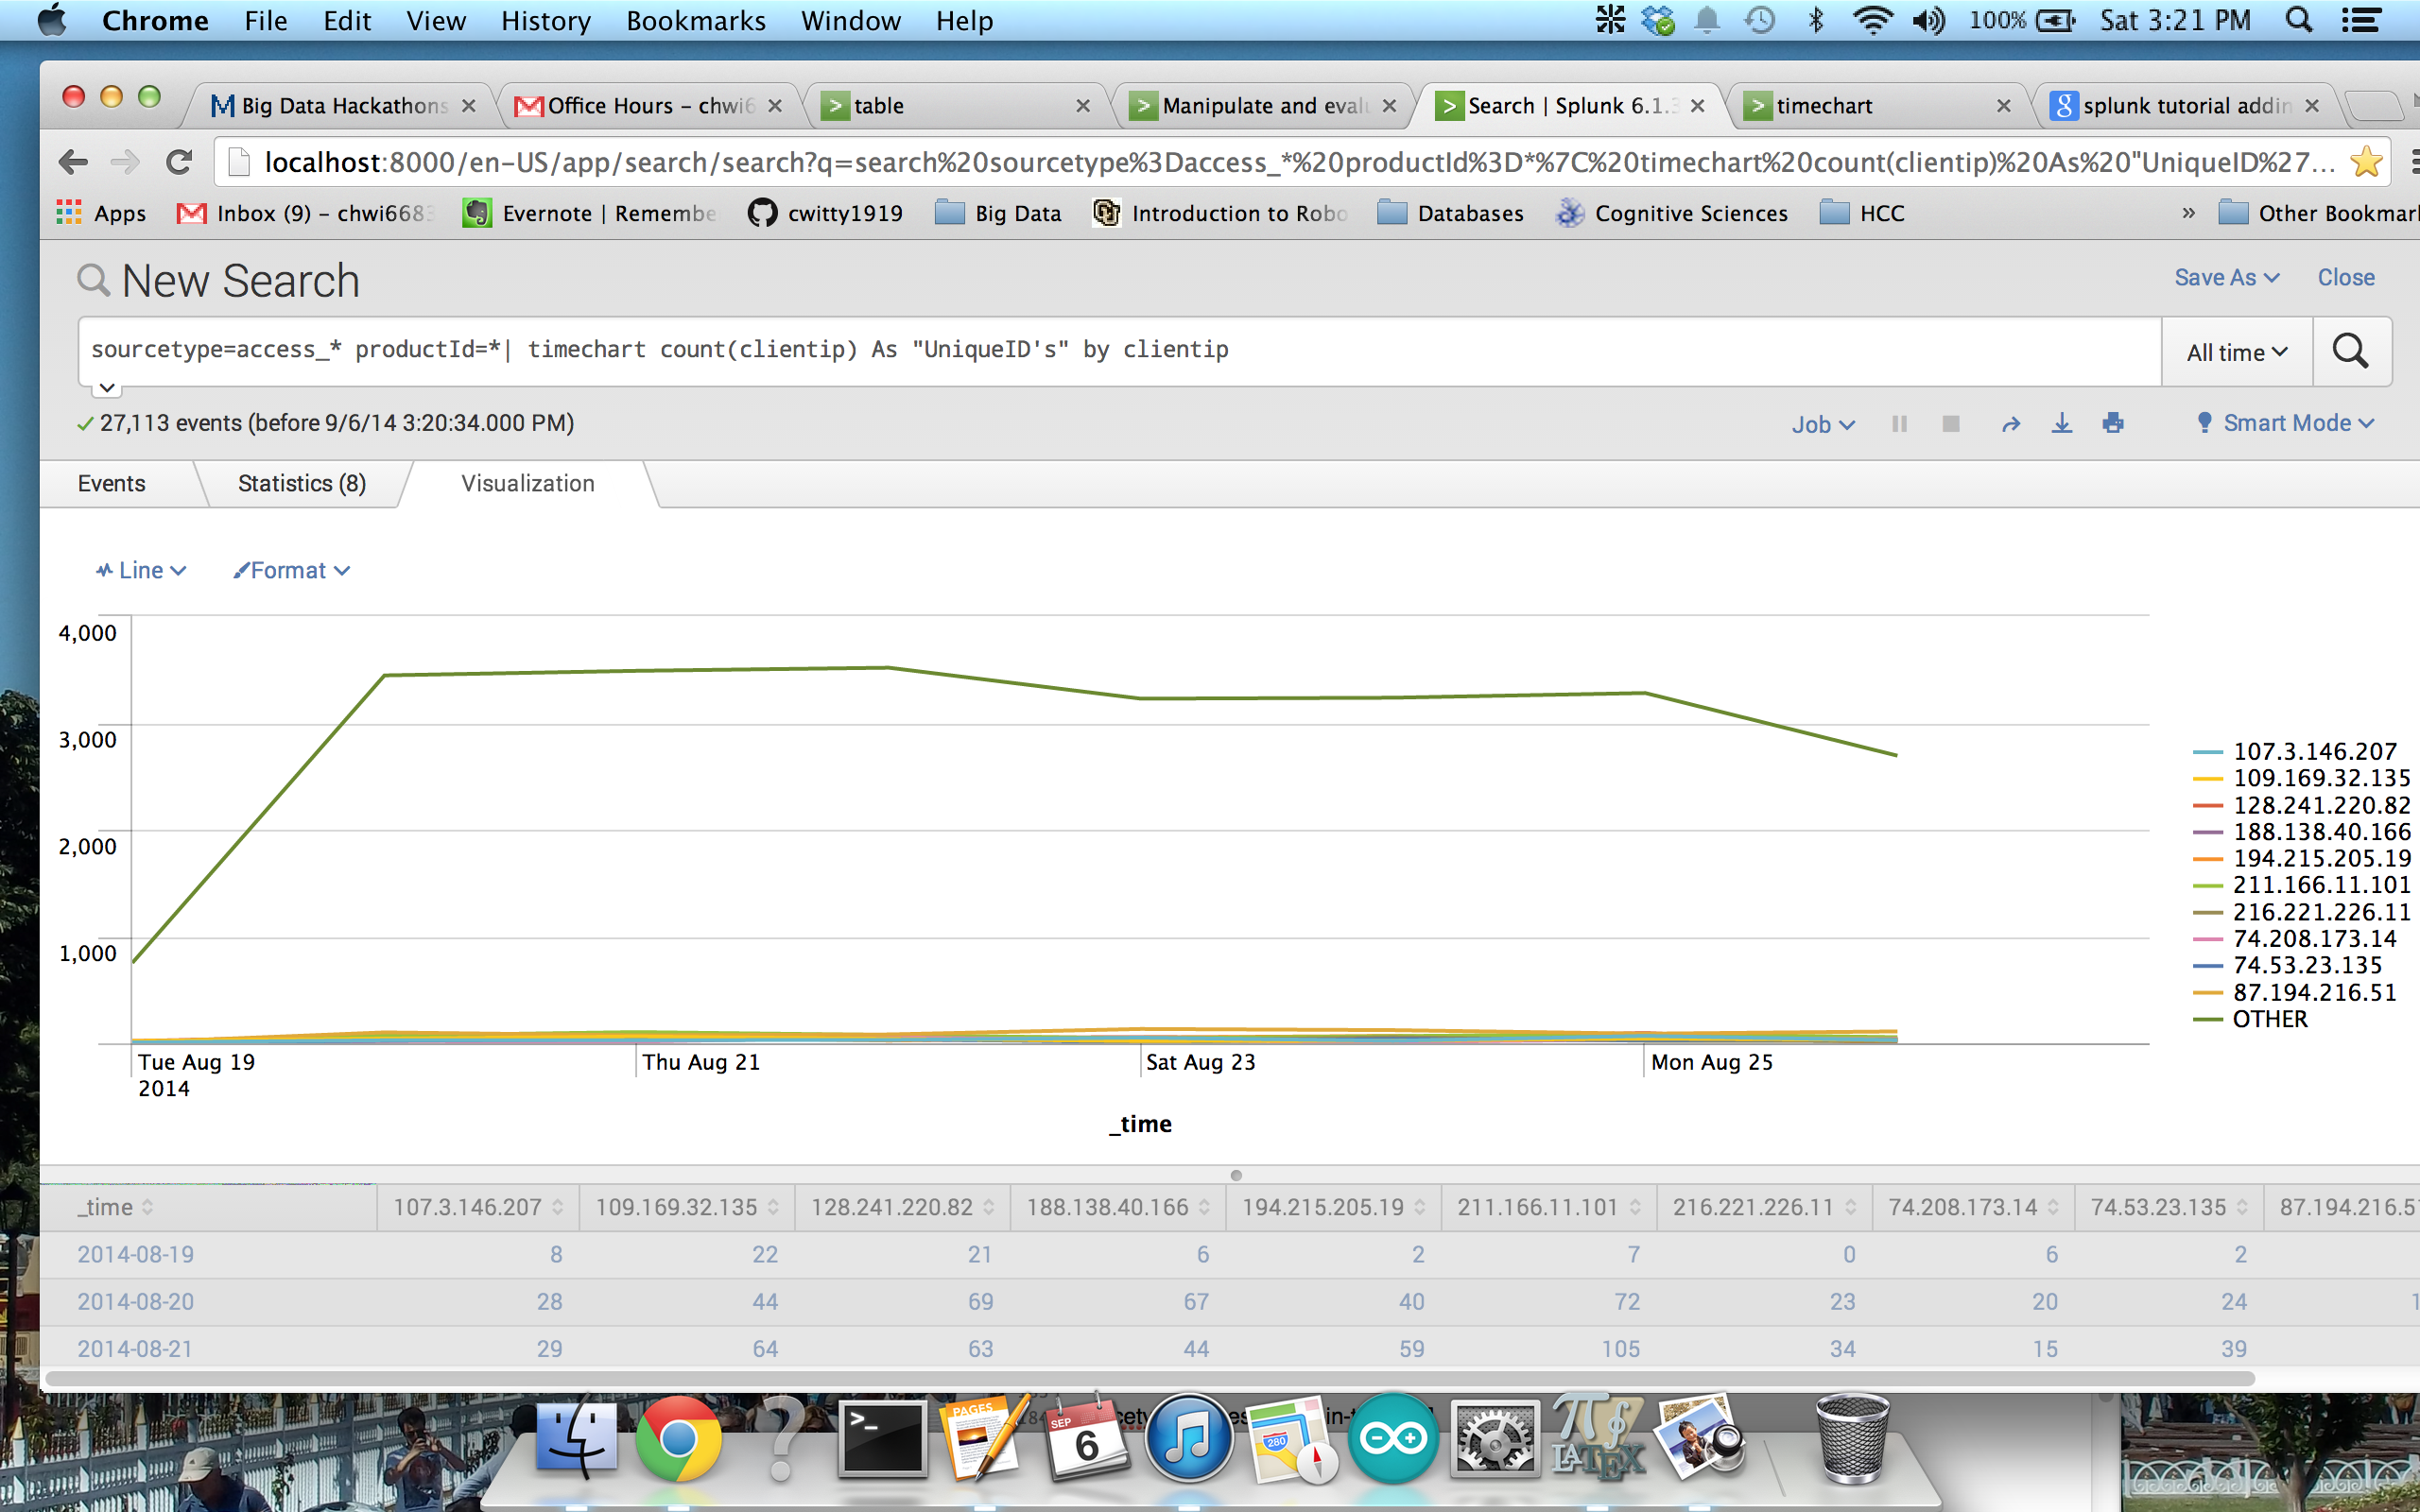 Chrome File Edit View History Bookmarks Window Help 100% Sat 3:21 PM
Big Data Hackathons Office Hours – chwi6 table Manipulate and eval Search | Splunk 6.1.3 timechart splunk tutorial addin
localhost:8000/en-US/app/search/search?q=search%20sourcetype%3Daccess_*%20productId%3D*%7C%20timechart%20count(clientip)%20As%20"UniqueID%27...
Apps Inbox (9) – chwi6683 Evernote | Remembe cwitty1919 Big Data Introduction to Robo Databases Cognitive Sciences HCC » Other Bookmark
New Search Save As Close
sourcetype=access_* productId=*| timechart count(clientip) As "UniqueID's" by clientip All time
27,113 events (before 9/6/14 3:20:34.000 PM) Job Smart Mode
Events Statistics (8) Visualization
Line Format
4,000
3,000
2,000
1,000
107.3.146.207
109.169.32.135
128.241.220.82
188.138.40.166
194.215.205.19
211.166.11.101
216.221.226.11
74.208.173.14
74.53.23.135
87.194.216.51
OTHER
Tue Aug 19 Thu Aug 21 Sat Aug 23 Mon Aug 25
2014
_time
_time 107.3.146.207 109.169.32.135 128.241.220.82 188.138.40.166 194.215.205.19 211.166.11.101 216.221.226.11 74.208.173.14 74.53.23.135 87.194.216.5
2014-08-19 8 22 21 6 2 7 0 6 2
2014-08-20 28 44 69 67 40 72 23 20 24 1
2014-08-21 29 64 63 44 59 105 34 15 39
PAGES SEP 6 280 LATEX